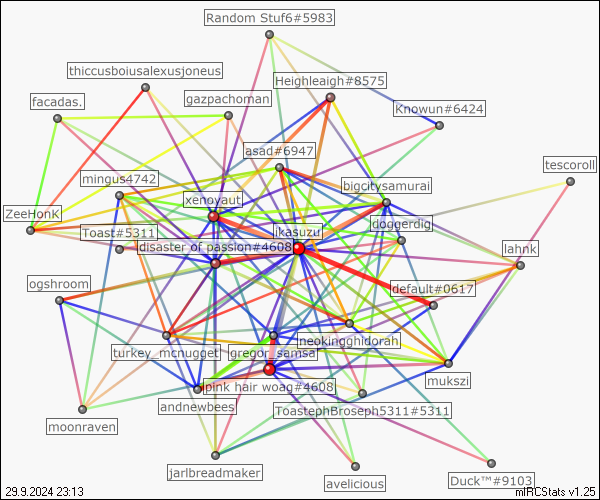 Random Stuf6#5983
thiccusboiusalexusjoneus
Heighleaigh#8575
facadas.
gazpachoman
Knowun#6424
asad#6947
tescoroll
mingus4742
bigcitysamurai
xenoyaut
ZeeHonK
Toast#5311
ikasuzu
doggerdig
disaster of passion#4608
lahnk
ogshroom
default#0617
neokingghidorah
turkey_mcnugget
gregor_samsa
mukszi
pink hair woag#4608
andnewbees
ToastephBroseph5311#5311
moonraven
jarlbreadmaker
avelicious
Duck™#9103
29.9.2024 23:13
mIRCStats v1.25